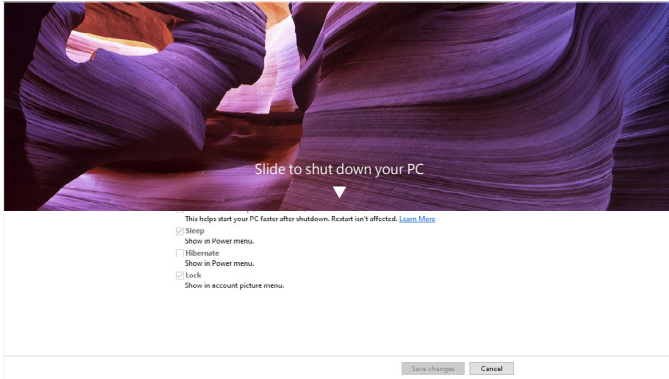 Slide to shut down your PC
This helps start your PC faster after shutdown. Restart isn't affected. Learn More
Sleep
Show in Power menu.
Hibernate
Show in Power menu.
Lock
Show in account picture menu.
Save changes Cancel